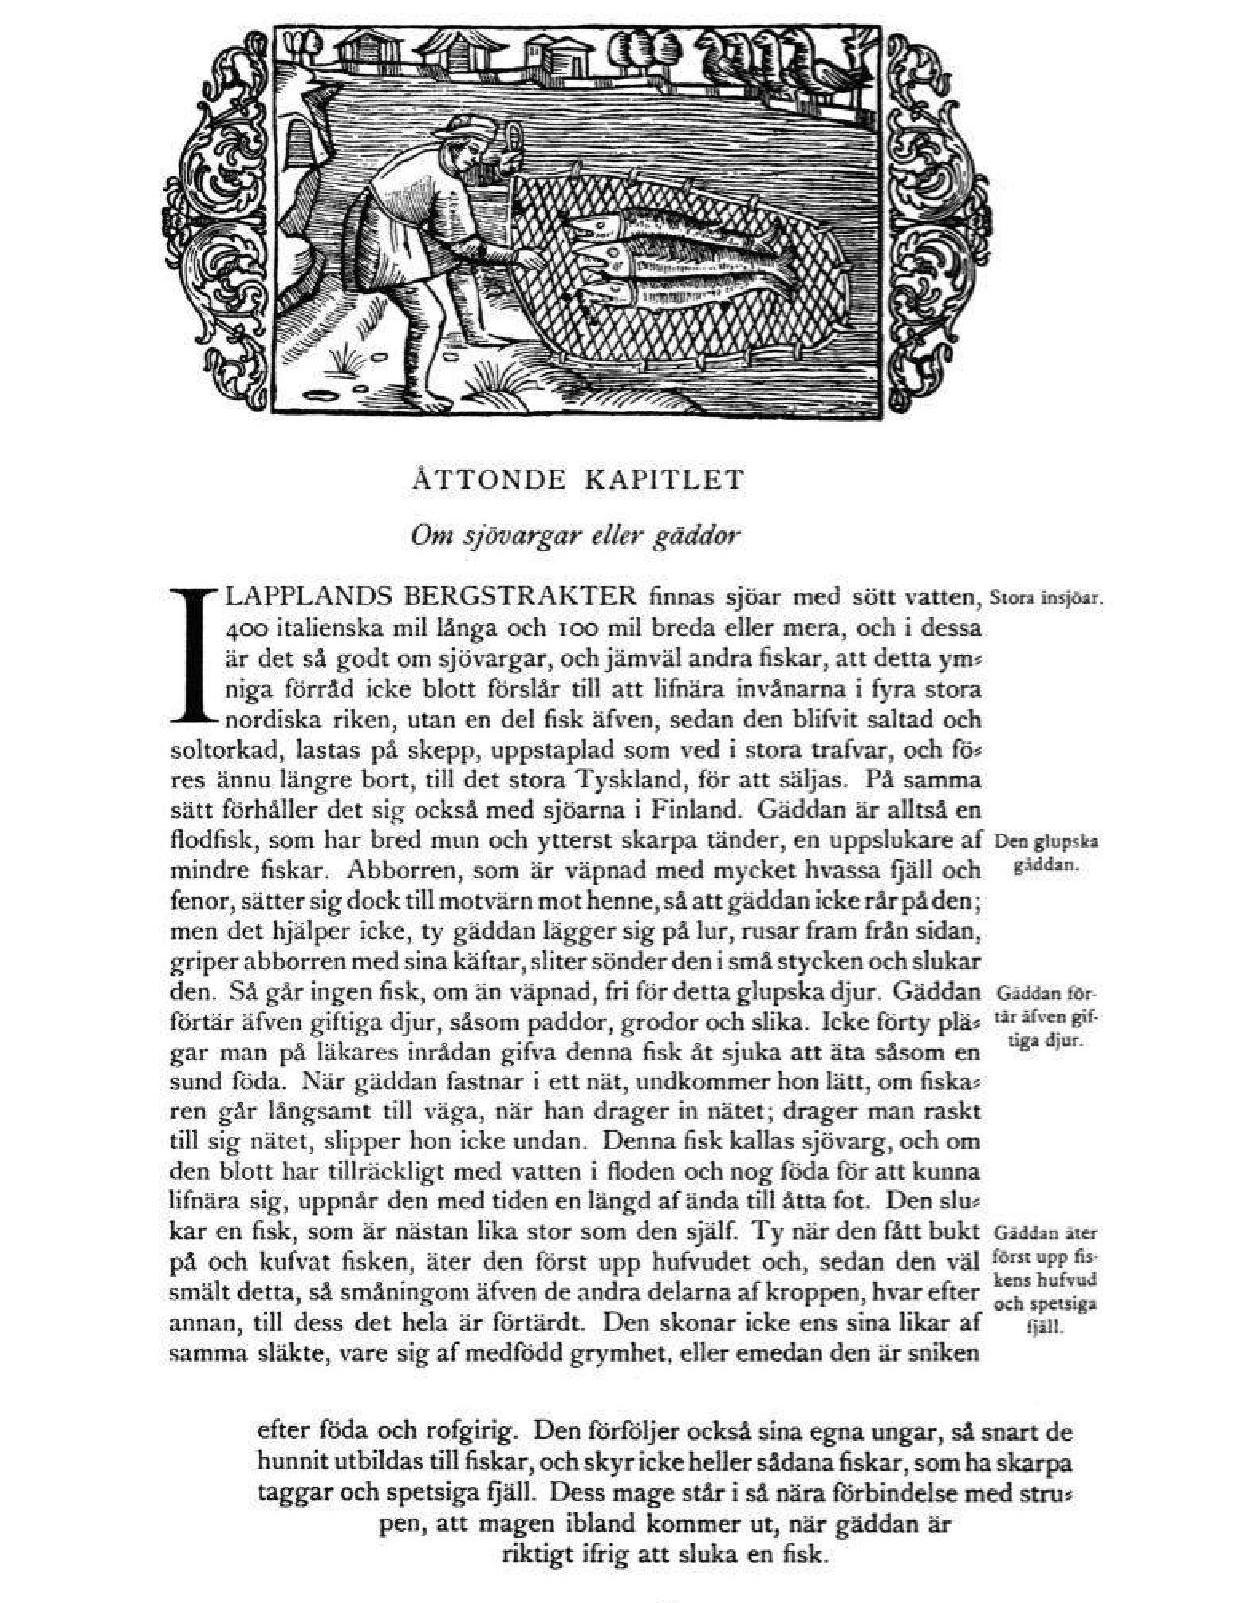 ÅTTONDE KAPITLET
Om sjövargar eller gäddor
I LAPPLANDS BERGSTRAKTER finnas sjöar med sött vatten,
Stora insjöar.
400 italienska mil långa och 100 mil breda eller mera, och i dessa
är det så godt om sjövargar, och jämväl andra fiskar, att detta ym-
niga förråd icke blott förslår till att lifnära invånarna i fyra stora
nordiska riken, utan en del fisk äfven, sedan den blifvit saltad och
soltorkad, lastas på skepp, uppstaplad som ved i stora trafvar, och fö-
res ännu längre bort, till det stora Tyskland, för att säljas. På samma
sätt förhåller det sig också med sjöarna i Finland. Gäddan är alltså en
flodfisk, som har bred mun och ytterst skarpa tänder, en uppslukare af
Den glupska
mindre fiskar. Abborren, som är väpnad med mycket hvassa fjäll och
gäddan.
fenor, sätter sig dock till motvärn mot henne, så att gäddan icke rår på den;
men det hjälper icke, ty gäddan lägger sig på lur, rusar fram från sidan,
griper abborren med sina käftar, sliter sönder den i små stycken och slukar
den. Så går ingen fisk, om än väpnad, fri för detta glupska djur. Gäddan
Gäddan för-
förtär äfven giftiga djur, såsom paddor, grodor och slika. Icke förty plä-
tär äfven gif-
gar man på läkares inrådan gifva denna fisk åt sjuka att äta såsom en
tiga djur.
sund föda. När gäddan fastnar i ett nät, undkommer hon lätt, om fiska-
ren går långsamt till väga, när han drager in nätet; drager man raskt
till sig nätet, slipper hon icke undan. Denna fisk kallas sjövarg, och om
den blott har tillräckligt med vatten i floden och nog föda för att kunna
lifnära sig, uppnår den med tiden en längd af ända till åtta fot. Den slu-
kar en fisk, som är nästan lika stor som den själf. Ty när den fått bukt
Gäddan äter
på och kufvat fisken, äter den först upp hufvudet och, sedan den väl
först upp fis-
smält detta, så småningom äfven de andra delarna af kroppen, hvar efter
kens hufvud
och spetsiga
annan, till dess det hela är förtärdt. Den skonar icke ens sina likar af
fjäll.
samma släkte, vare sig af medfödd grymhet, eller emedan den är sniken
efter föda och rofgirig. Den förföljer också sina egna ungar, så snart de
hunnit utbildas till fiskar, och skyr icke heller sådana fiskar, som ha skarpa
taggar och spetsiga fjäll. Dess mage står i så nära förbindelse med stru-
pen, att magen ibland kommer ut, när gäddan är
riktigt ifrig att sluka en fisk.